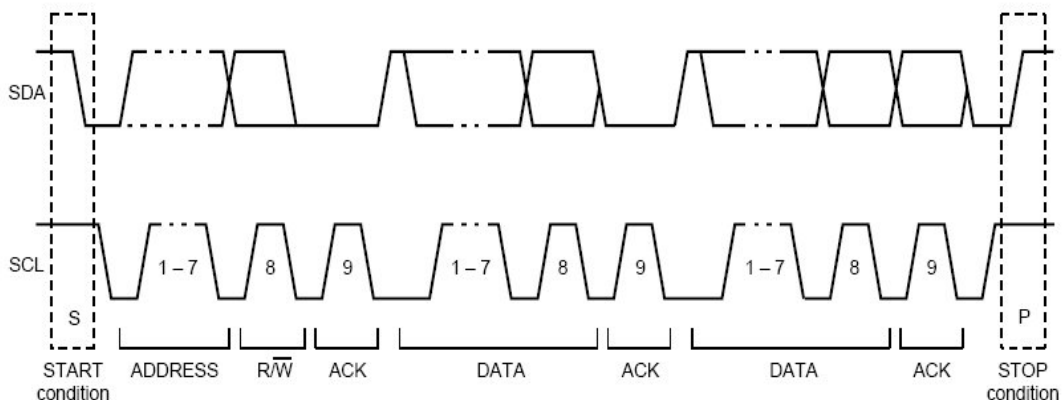 SDA
SCL
1 – 7
8
9
1 – 7
8
9
1 – 7
8
9
S
P
START
condition
ADDRESS
R/W̅
ACK
DATA
ACK
DATA
ACK
STOP
condition